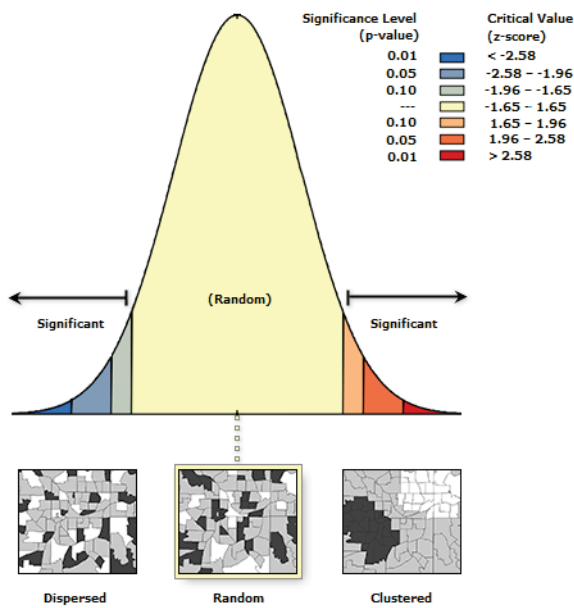 Significance Level Critical Value
(p-value) (z-score)
0.01 < -2.58
0.05 -2.58 – -1.96
0.10 -1.96 – -1.65
--- -1.65 – 1.65
0.10 1.65 – 1.96
0.05 1.96 – 2.58
0.01 > 2.58
(Random)
Significant Significant
Dispersed Random Clustered